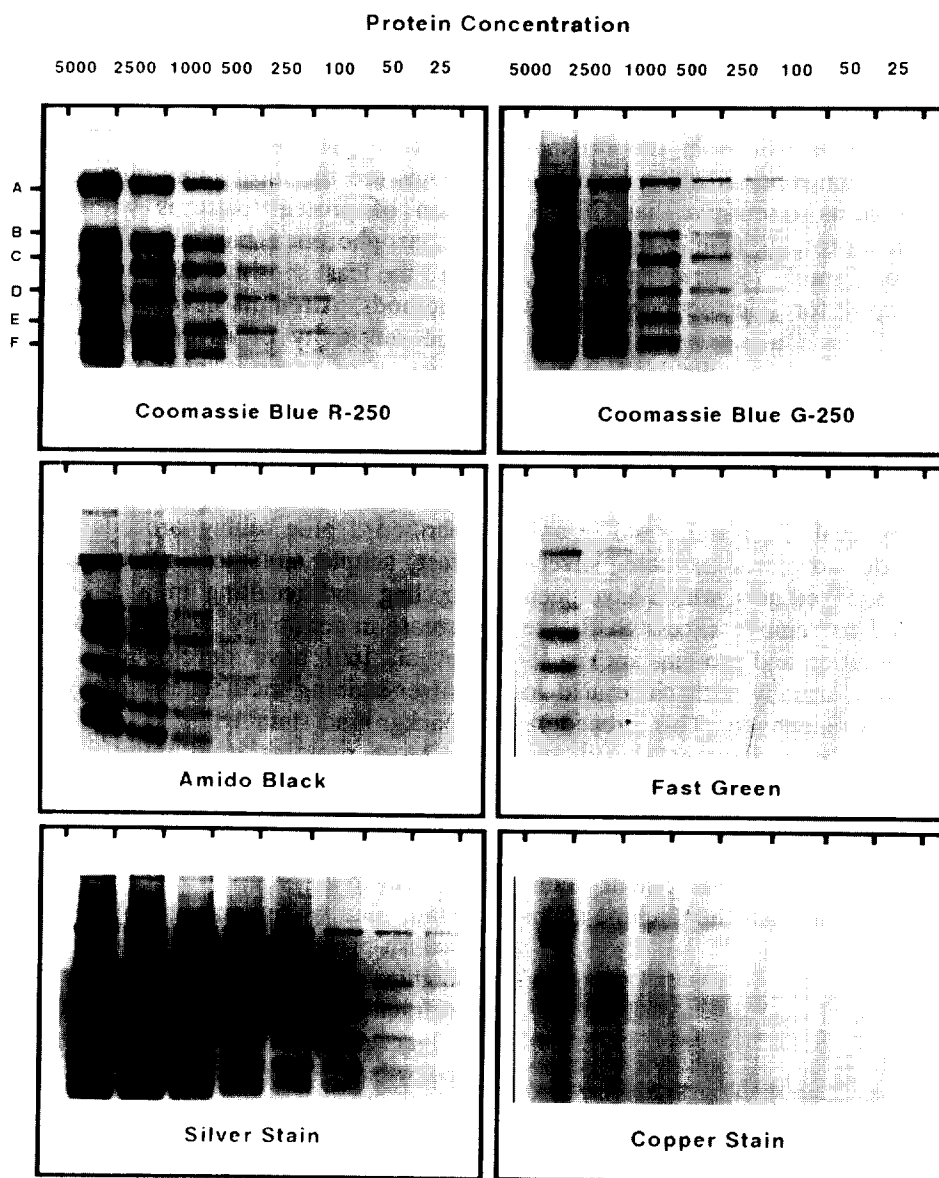 Protein Concentration
5000 2500 1000 500 250 100 50 25
5000 2500 1000 500 250 100 50 25
A
B
C
D
E
F
Coomassie Blue R-250
Coomassie Blue G-250
Amido Black
Fast Green
Silver Stain
Copper Stain